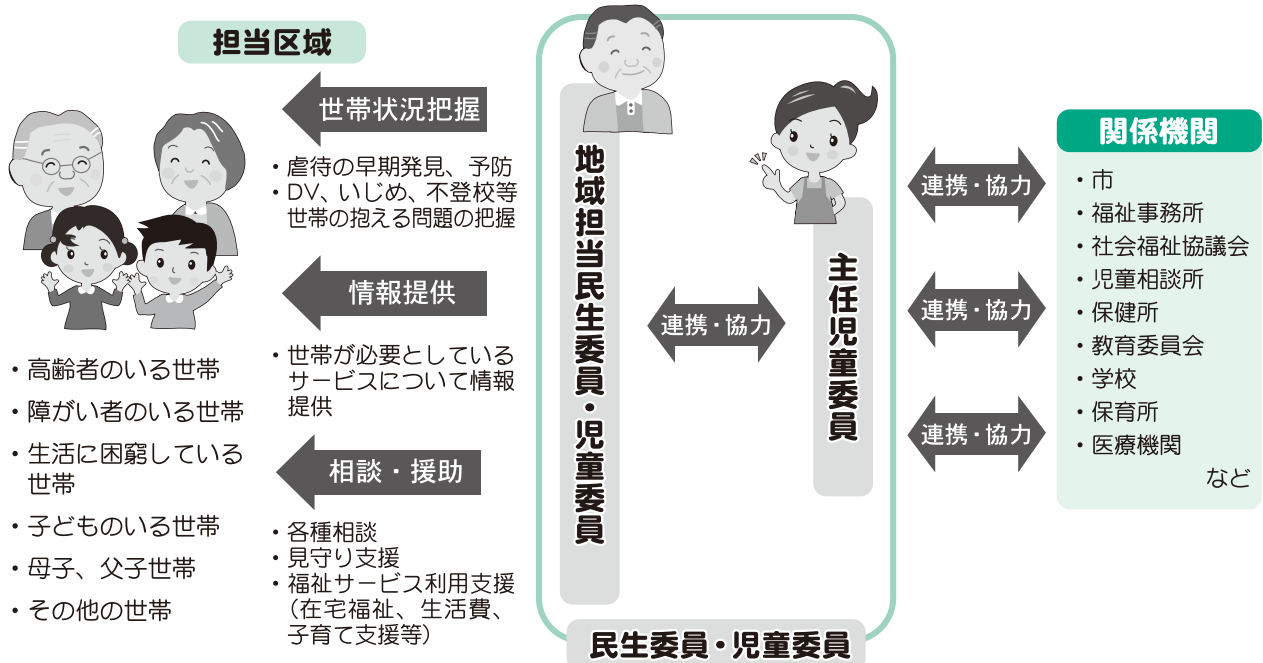 担当区域
世帯状況把握
・虐待の早期発見、予防
・DV、いじめ、不登校等
世帯の抱える問題の把握
情報提供
・世帯が必要としている
サービスについて情報
提供
相談・援助
・各種相談
・見守り支援
・福祉サービス利用支援
（在宅福祉、生活費、
子育て支援等）
・高齢者のいる世帯
・障がい者のいる世帯
・生活に困窮している
世帯
・子どものいる世帯
・母子、父子世帯
・その他の世帯
地域担当民生委員・児童委員
連携・協力
主任児童委員
民生委員・児童委員
連携・協力
連携・協力
連携・協力
関係機関
・市
・福祉事務所
・社会福祉協議会
・児童相談所
・保健所
・教育委員会
・学校
・保育所
・医療機関
など